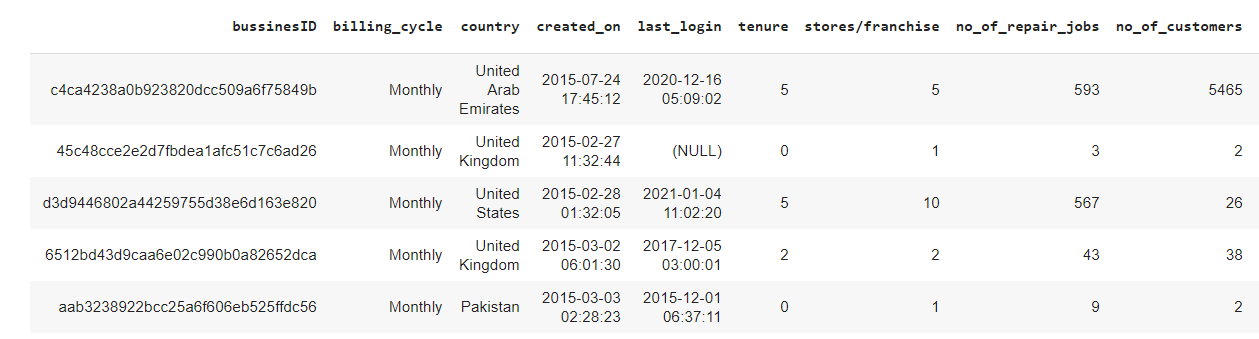 bussinesID billing_cycle country created_on last_login tenure stores/franchise no_of_repair_jobs no_of_customers
c4ca4238a0b923820dcc509a6f75849b Monthly United Arab Emirates 2015-07-24 17:45:12 2020-12-16 05:09:02 5 5 593 5465
45c48cce2e2d7fbdea1afc51c7c6ad26 Monthly United Kingdom 2015-02-27 11:32:44 (NULL) 0 1 3 2
d3d9446802a44259755d38e6d163e820 Monthly United States 2015-02-28 01:32:05 2021-01-04 11:02:20 5 10 567 26
6512bd43d9caa6e02c990b0a82652dca Monthly United Kingdom 2015-03-02 06:01:30 2017-12-05 03:00:01 2 2 43 38
aab3238922bcc25a6f606eb525ffdc56 Monthly Pakistan 2015-03-03 02:28:23 2015-12-01 06:37:11 0 1 9 2